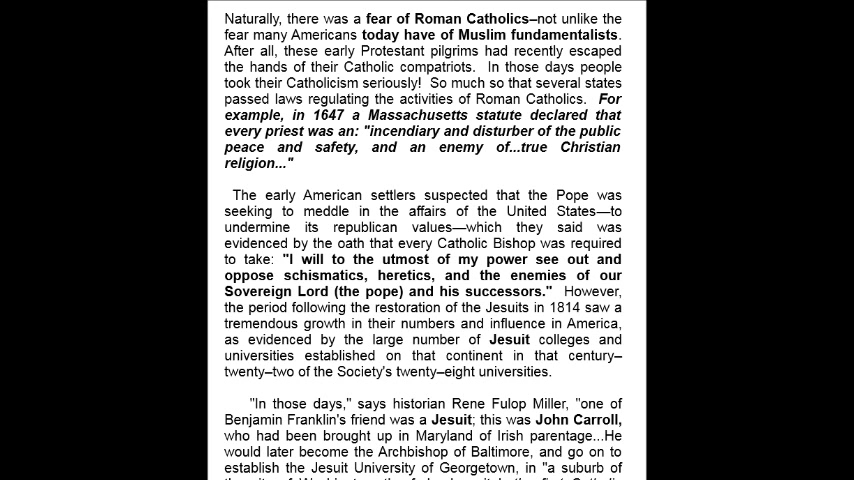 Naturally, there was a fear of Roman Catholics–not unlike the
fear many Americans today have of Muslim fundamentalists.
After all, these early Protestant pilgrims had recently escaped
the hands of their Catholic compatriots. In those days people
took their Catholicism seriously! So much so that several states
passed laws regulating the activities of Roman Catholics. For
example, in 1647 a Massachusetts statute declared that
every priest was an: "incendiary and disturber of the public
peace and safety, and an enemy of...true Christian
religion..."
The early American settlers suspected that the Pope was
seeking to meddle in the affairs of the United States—to
undermine its republican values—which they said was
evidenced by the oath that every Catholic Bishop was required
to take: "I will to the utmost of my power see out and
oppose schismatics, heretics, and the enemies of our
Sovereign Lord (the pope) and his successors." However,
the period following the restoration of the Jesuits in 1814 saw a
tremendous growth in their numbers and influence in America,
as evidenced by the large number of Jesuit colleges and
universities established on that continent in that century–
twenty–two of the Society's twenty–eight universities.
"In those days," says historian Rene Fulop Miller, "one of
Benjamin Franklin's friend was a Jesuit; this was John Carroll,
who had been brought up in Maryland of Irish parentage...He
would later become the Archbishop of Baltimore, and go on to
establish the Jesuit University of Georgetown, in "a suburb of